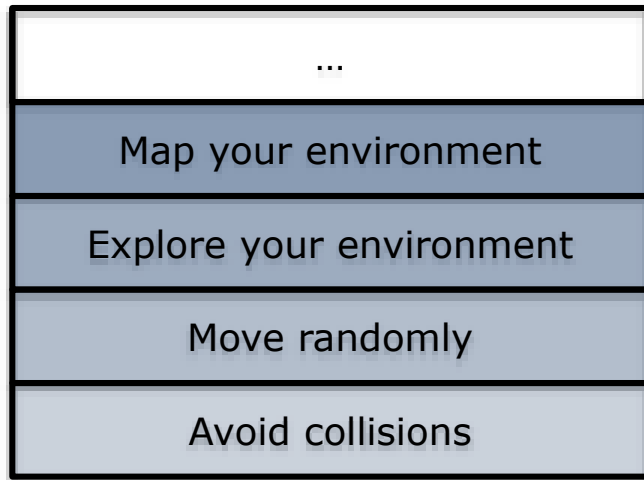 ...
Map your environment
Explore your environment
Move randomly
Avoid collisions